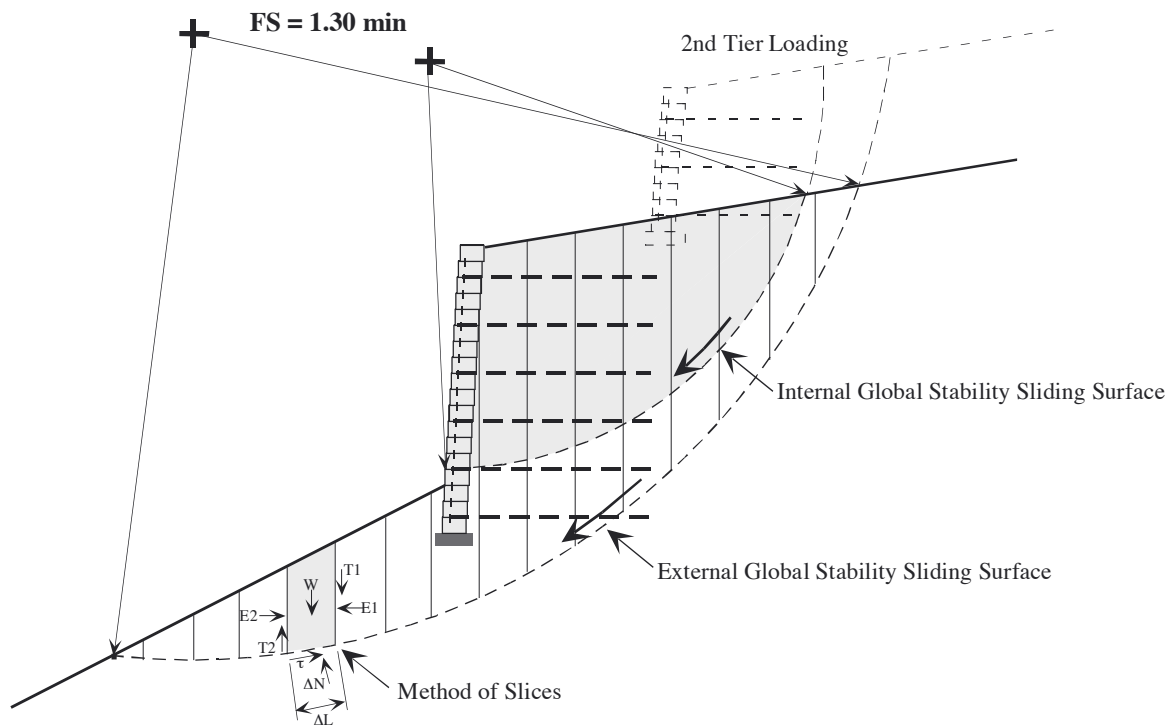 FS = 1.30 min
2nd Tier Loading
Internal Global Stability Sliding Surface
External Global Stability Sliding Surface
T1
W
E2
E1
T2
τ
ΔN
Method of Slices
ΔL